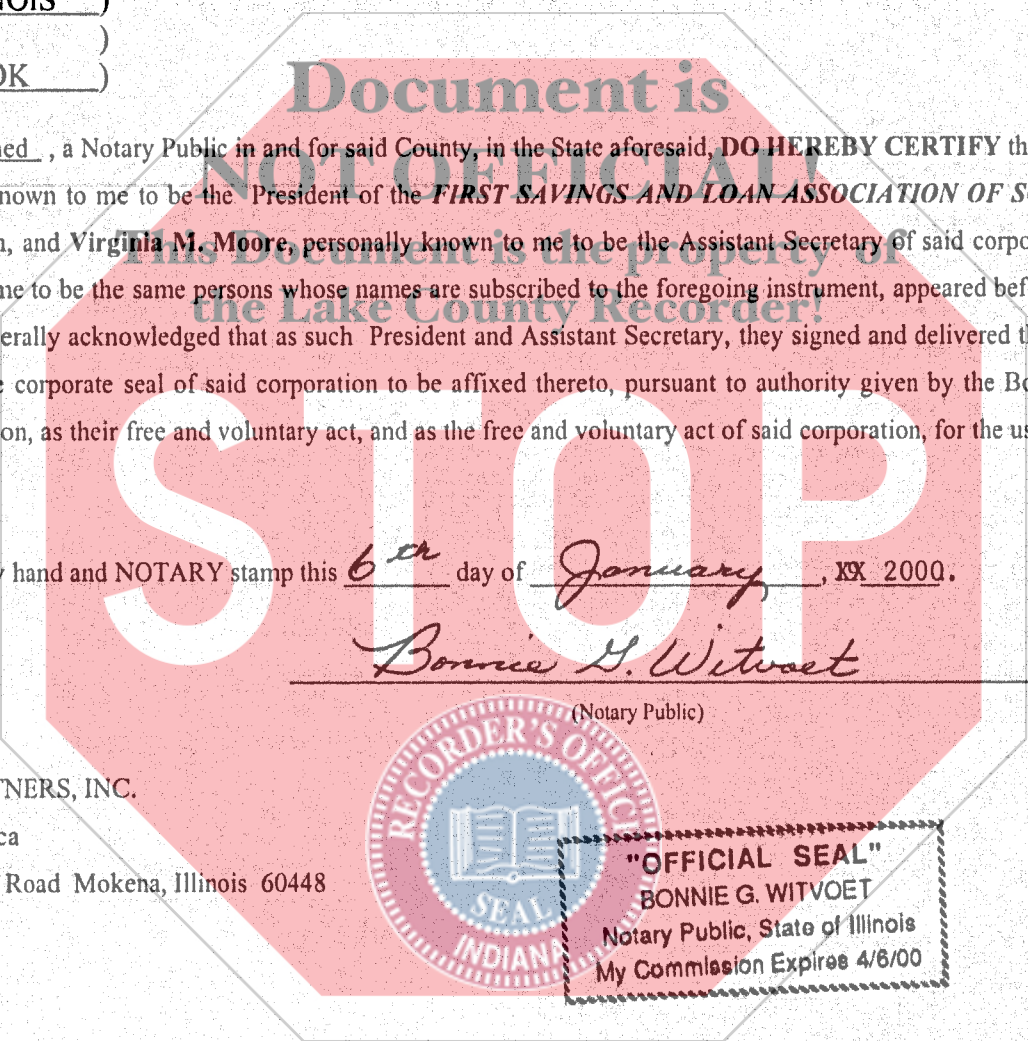 NOIS )
)
OK )
Document is
NOT OFFICIAL!
This Document is the property of
the Lake County Recorder!
ned , a Notary Public in and for said County, in the State aforesaid, DO HEREBY CERTIFY th
nown to me to be the President of the FIRST SAVINGS AND LOAN ASSOCIATION OF S
n, and Virginia M. Moore, personally known to me to be the Assistant Secretary of said corpo
me to be the same persons whose names are subscribed to the foregoing instrument, appeared bef
erally acknowledged that as such President and Assistant Secretary, they signed and delivered t
e corporate seal of said corporation to be affixed thereto, pursuant to authority given by the Bo
on, as their free and voluntary act, and as the free and voluntary act of said corporation, for the us
STOP
y hand and NOTARY stamp this 6th day of January , XX 2000.
Bonnie G. Witvoet
(Notary Public)
RECORDER'S OFFICE
SEAL
INDIANA
TNERS, INC.
ca
Road Mokena, Illinois 60448
"OFFICIAL SEAL"
BONNIE G. WITVOET
Notary Public, State of Illinois
My Commission Expires 4/6/00